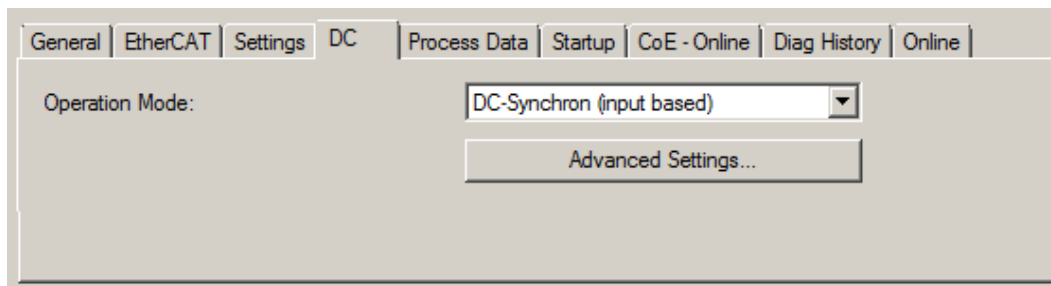 General EtherCAT Settings DC Process Data Startup CoE - Online Diag History Online
Operation Mode: DC-Synchron (input based)
Advanced Settings...